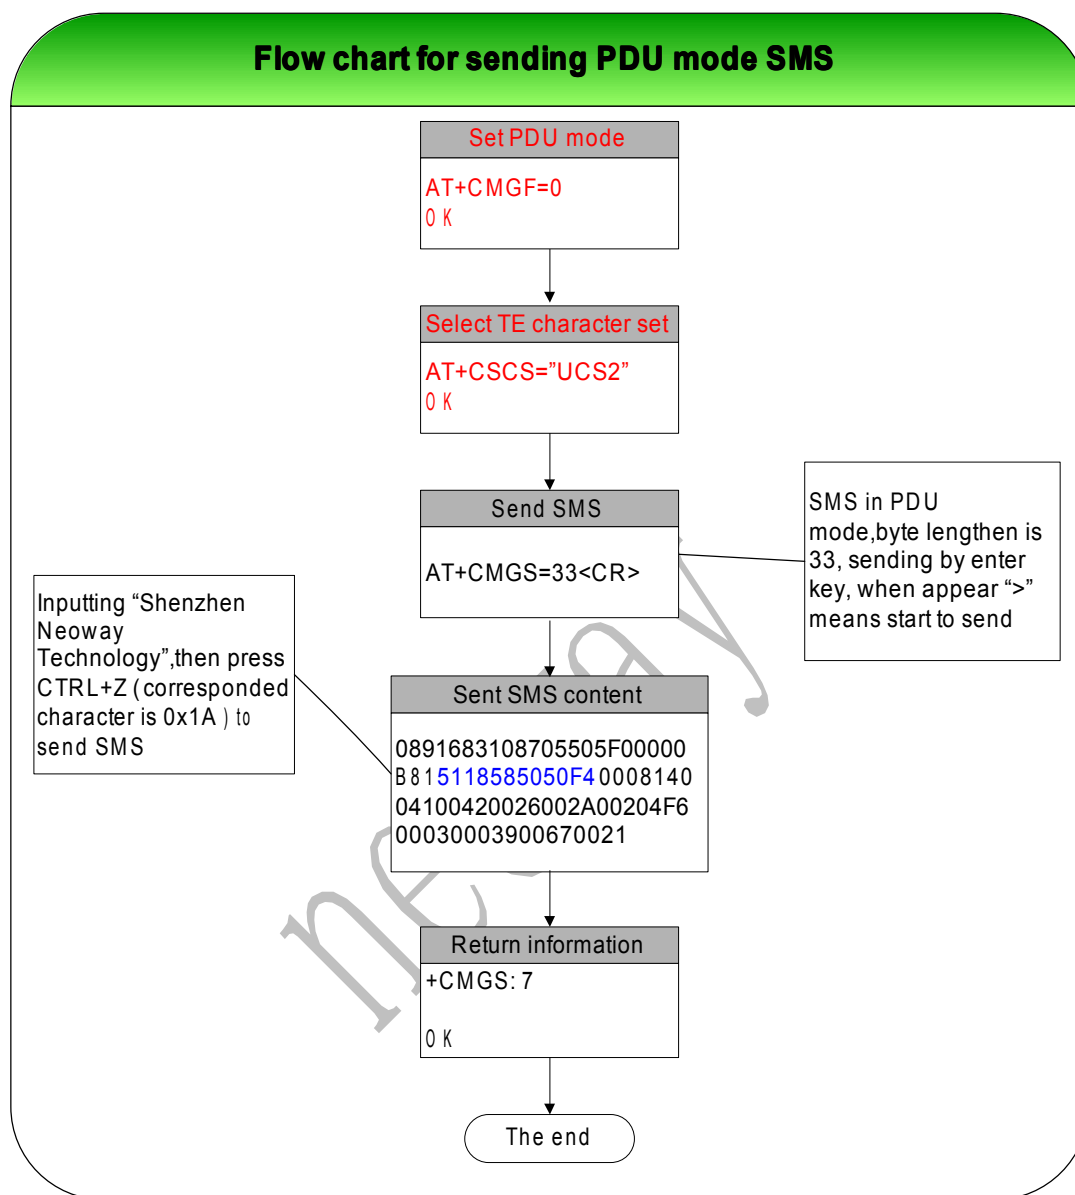 Flow chart for sending PDU mode SMS
Set PDU mode
AT+CMGF=0
OK
Select TE character set
AT+CSCS=”UCS2”
OK
Send SMS
AT+CMGS=33<CR>
SMS in PDU
mode,byte lengthen is
33, sending by enter
key, when appear “>”
means start to send
Inputting “Shenzhen
Neoway
Technology”,then press
CTRL+Z ( corresponded
character is 0x1A ) to
send SMS
Sent SMS content
0891683108705505F00000
B815118585050F40008140
04100420026002A00204F6
000300003900670021
Return information
+CMGS: 7
OK
The end
neoway